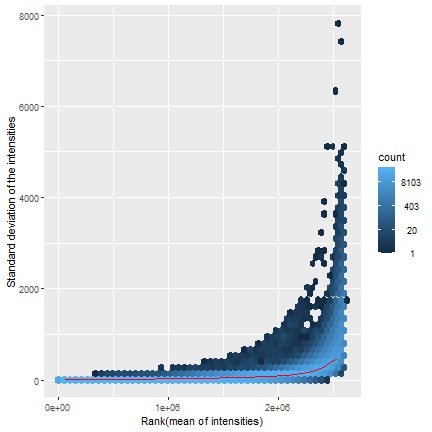 8000
6000
4000
2000
0
Standard deviation of the intensities
0e+00
1e+06
2e+06
Rank(mean of intensities)
count
8103
403
20
1